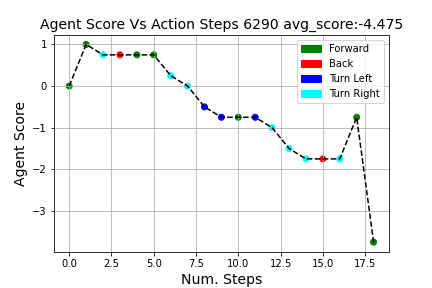 Agent Score Vs Action Steps 6290 avg_score:-4.475
Forward
Back
Turn Left
Turn Right
Agent Score
1
0
−1
−2
−3
0.0 2.5 5.0 7.5 10.0 12.5 15.0 17.5
Num. Steps